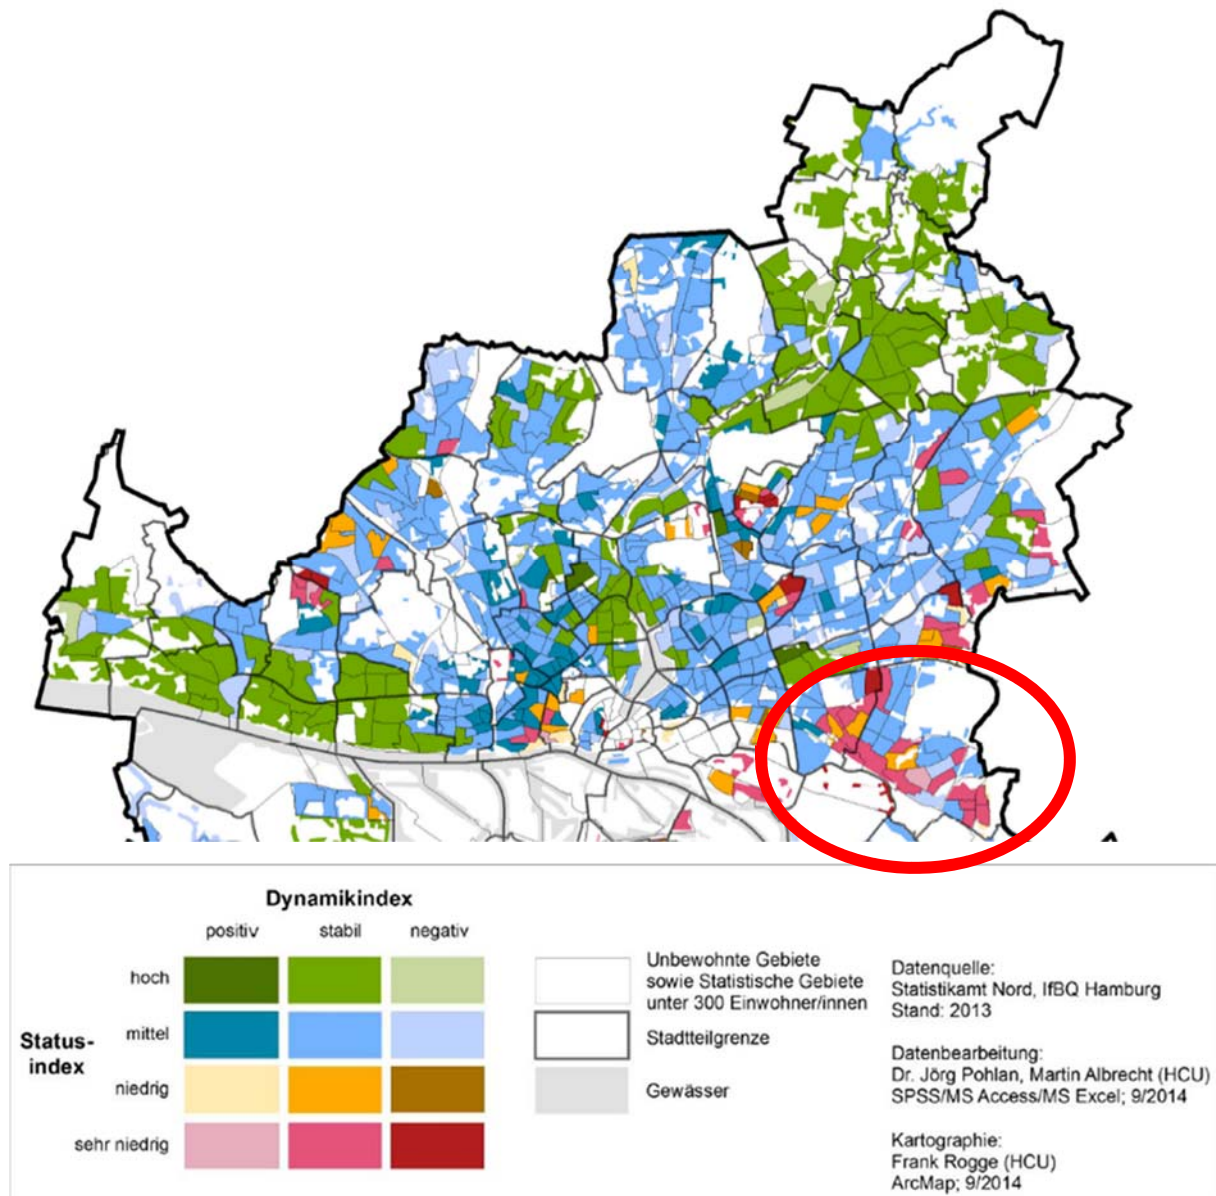 Dynamikindex
positiv stabil negativ
Status-
index
hoch
mittel
niedrig
sehr niedrig
Unbewohnte Gebiete
sowie Statistische Gebiete
unter 300 Einwohner/innen
Stadtteilgrenze
Gewässer
Datenquelle:
Statistikamt Nord, IfBQ Hamburg
Stand: 2013
Datenbearbeitung:
Dr. Jörg Pohlan, Martin Albrecht (HCU)
SPSS/MS Access/MS Excel; 9/2014
Kartographie:
Frank Rogge (HCU)
ArcMap; 9/2014